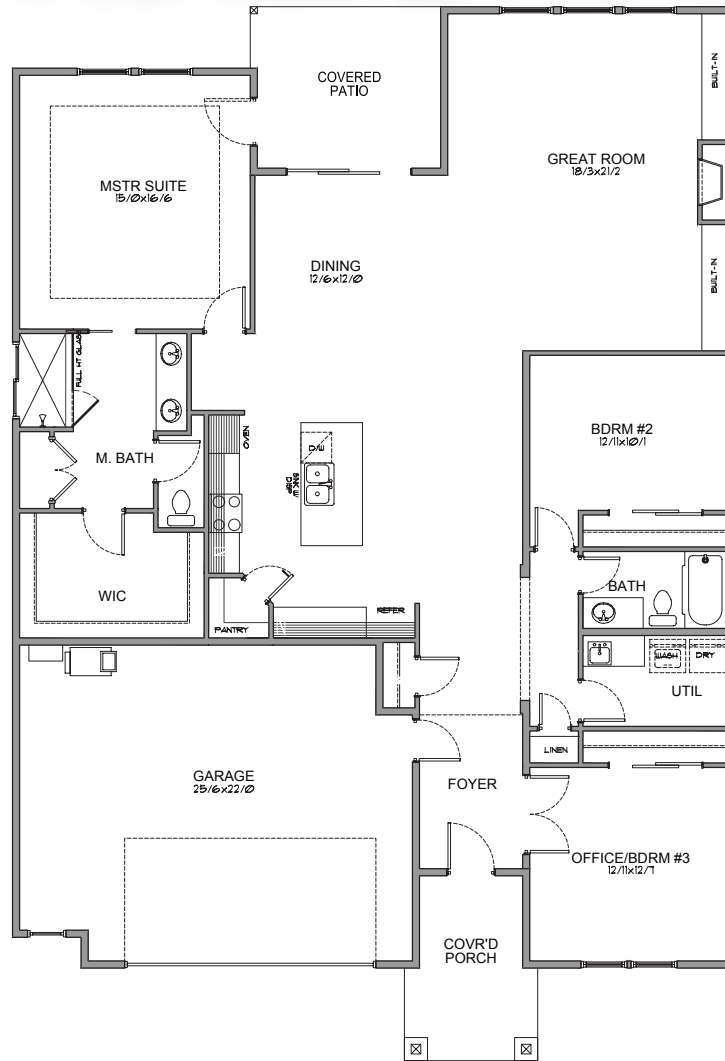 COVERED
PATIO
BUILT-IN
GREAT ROOM
18/3x21/2
MSTR SUITE
15/0x16/6
DINING
12/6x12/0
BUILT-IN
FULL HT GLASS
BDRM #2
12/11x10/1
OVEN
D/W
SINK W/
DISP
M. BATH
WIC
BATH
PANTRY
REFER
WASH
DRY
UTIL
LINEN
GARAGE
25/6x22/0
FOYER
OFFICE/BDRM #3
12/11x12/7
COVR'D
PORCH